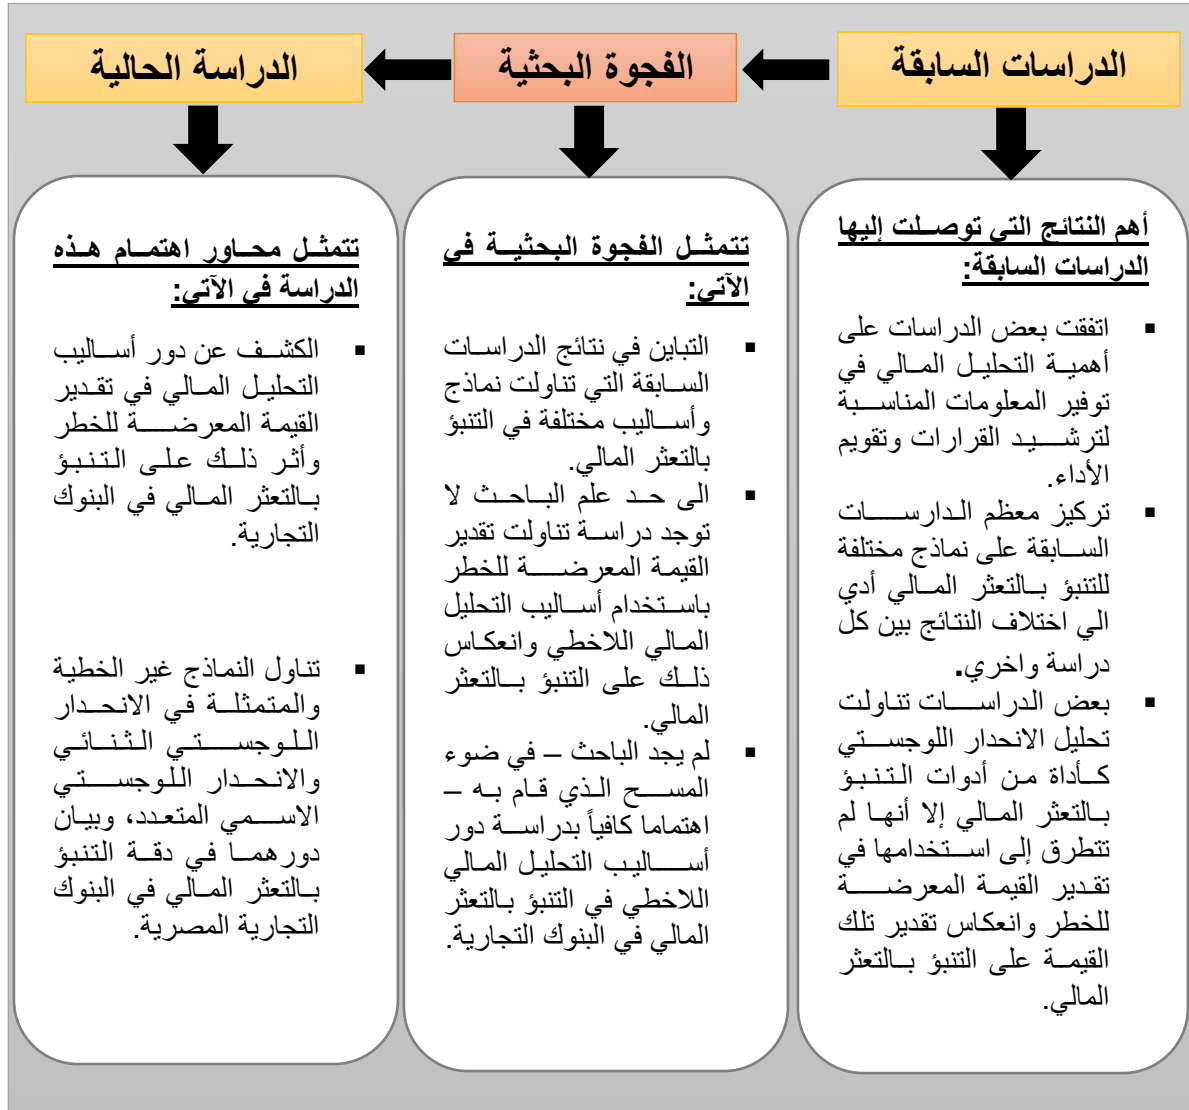 الدراسات السابقة
الفجوة البحثية
الدراسة الحالية
أهم النتائج التي توصلت إليها
الدراسات السابقة:
▪ اتفقت بعض الدراسات على
أهمية التحليل المالي في
توفير المعلومات المناسبة
لترشيد القرارات وتقويم
الأداء.
▪ تركيز معظم الدارسات
السابقة على نماذج مختلفة
للتنبؤ بالتعثر المالي أدي
الي اختلاف النتائج بين كل
دراسة واخري.
▪ بعض الدراسات تناولت
تحليل الانحدار اللوجستي
كأداة من أدوات التنبؤ
بالتعثر المالي إلا أنها لم
تتطرق إلى استخدامها في
تقدير القيمة المعرضة
للخطر وانعكاس تقدير تلك
القيمة على التنبؤ بالتعثر
المالي.
تتمثل الفجوة البحثية في
الآتي:
▪ التباين في نتائج الدراسات
السابقة التي تناولت نماذج
وأساليب مختلفة في التنبؤ
بالتعثر المالي.
▪ الى حد علم الباحث لا
توجد دراسة تناولت تقدير
القيمة المعرضة للخطر
باستخدام أساليب التحليل
المالي اللاخطي وانعكاس
ذلك على التنبؤ بالتعثر
المالي.
▪ لم يجد الباحث – في ضوء
المسح الذي قام به –
اهتماما كافياً بدراسة دور
أساليب التحليل المالي
اللاخطي في التنبؤ بالتعثر
المالي في البنوك التجارية.
تتمثل محاور اهتمام هذه
الدراسة في الآتي:
▪ الكشف عن دور أساليب
التحليل المالي في تقدير
القيمة المعرضة للخطر
وأثر ذلك على التنبؤ
بالتعثر المالي في البنوك
التجارية.
▪ تناول النماذج غير الخطية
والمتمثلة في الانحدار
اللوجستي الثنائي
والانحدار اللوجستي
الاسمي المتعدد، وبيان
دورهما في دقة التنبؤ
بالتعثر المالي في البنوك
التجارية المصرية.